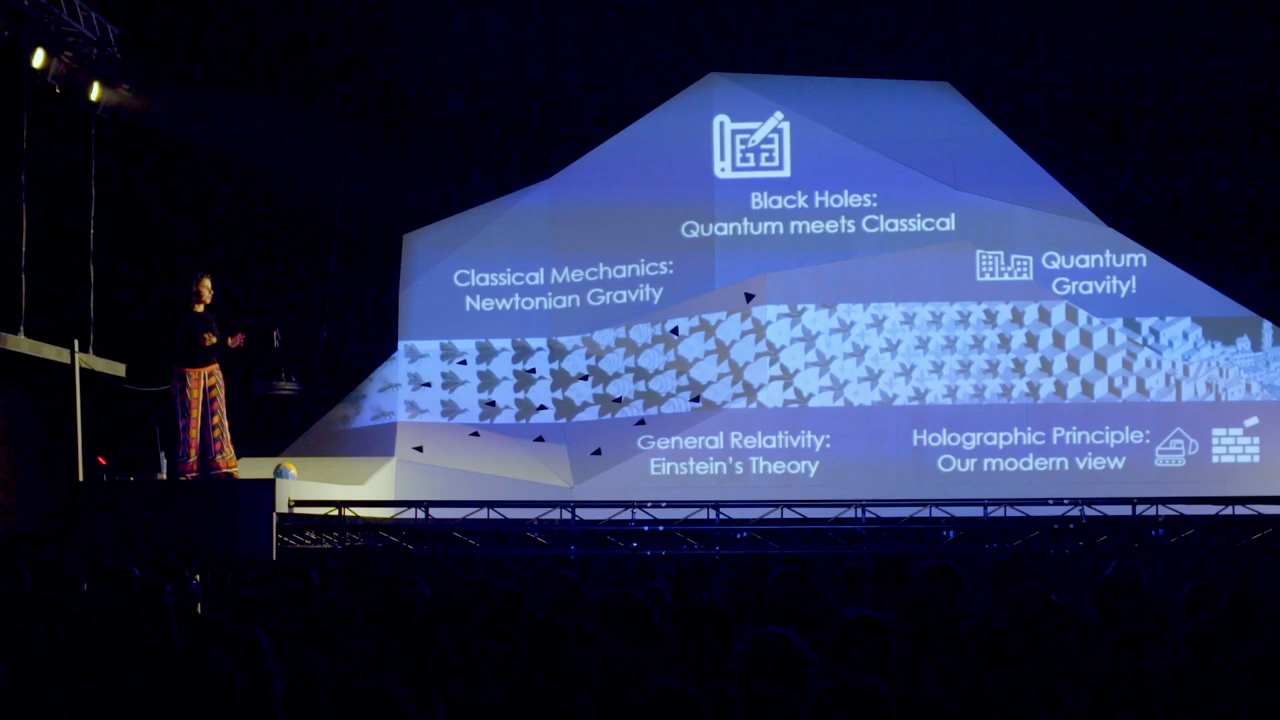 Black Holes:
Quantum meets Classical
Classical Mechanics:
Newtonian Gravity
Quantum
Gravity!
General Relativity:
Einstein's Theory
Holographic Principle:
Our modern view